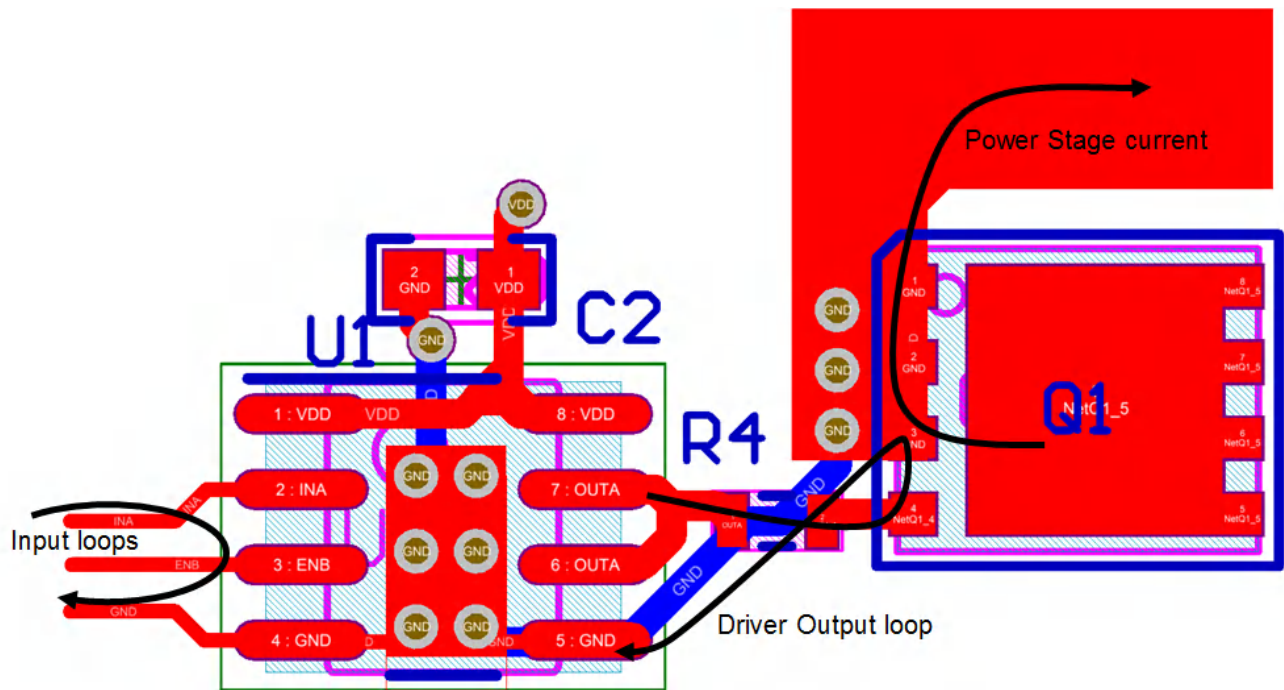 Power Stage current
VDD
2
GND
1
VDD
VDD
C2
U1
GND
1 : VDD
VDD
8 : VDD
R4
GND
GND
GND
1
GND
2
GND
3
4
NetQ1_4
NetQ1_5
Q1
8
NetQ1_5
7
NetQ1_5
6
NetQ1_5
5
NetQ1_5
2 : INA
INA
INA
GND
GND
7 : OUTA
OUTA
GND
Input loops
3 : ENB
ENB
GND
GND
6 : OUTA
GND
GND
4 : GND
GND
GND
GND
5 : GND
Driver Output loop